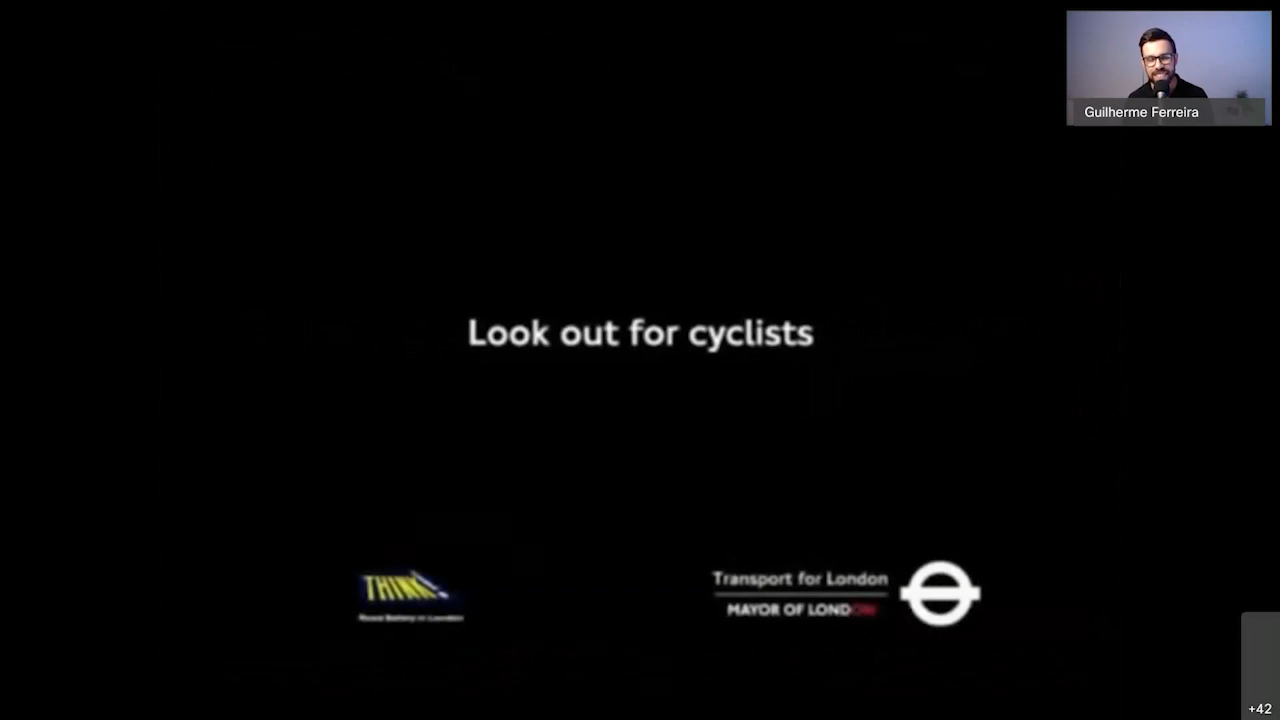 Guilherme Ferreira
Look out for cyclists
THINK!
Transport for London
MAYOR OF LONDON
+42